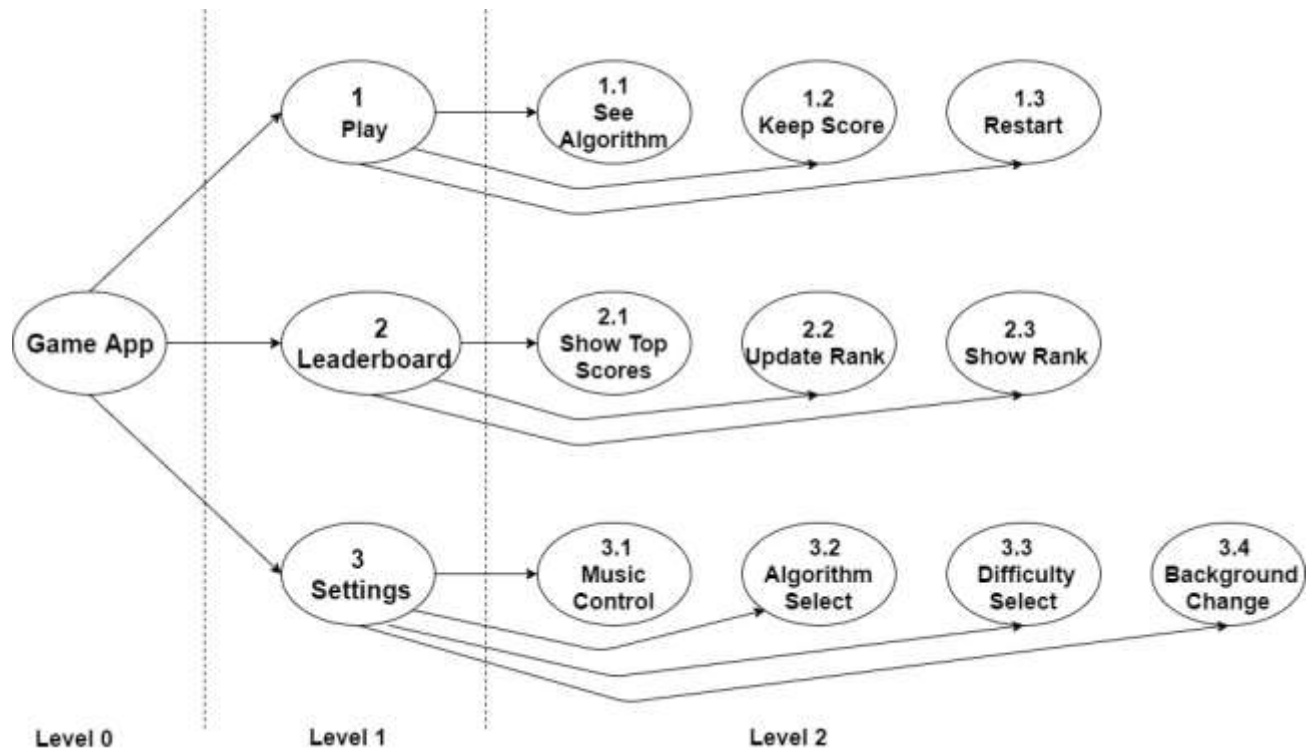 1
Play
1.1
See
Algorithm
1.2
Keep Score
1.3
Restart
Game App
2
Leaderboard
2.1
Show Top
Scores
2.2
Update Rank
2.3
Show Rank
3
Settings
3.1
Music
Control
3.2
Algorithm
Select
3.3
Difficulty
Select
3.4
Background
Change
Level 0
Level 1
Level 2